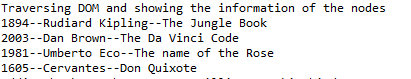 Traversing DOM and showing the information of the nodes
1894--Rudiard Kipling--The Jungle Book
2003--Dan Brown--The Da Vinci Code
1981--Umberto Eco--The name of the Rose
1605--Cervantes--Don Quixote